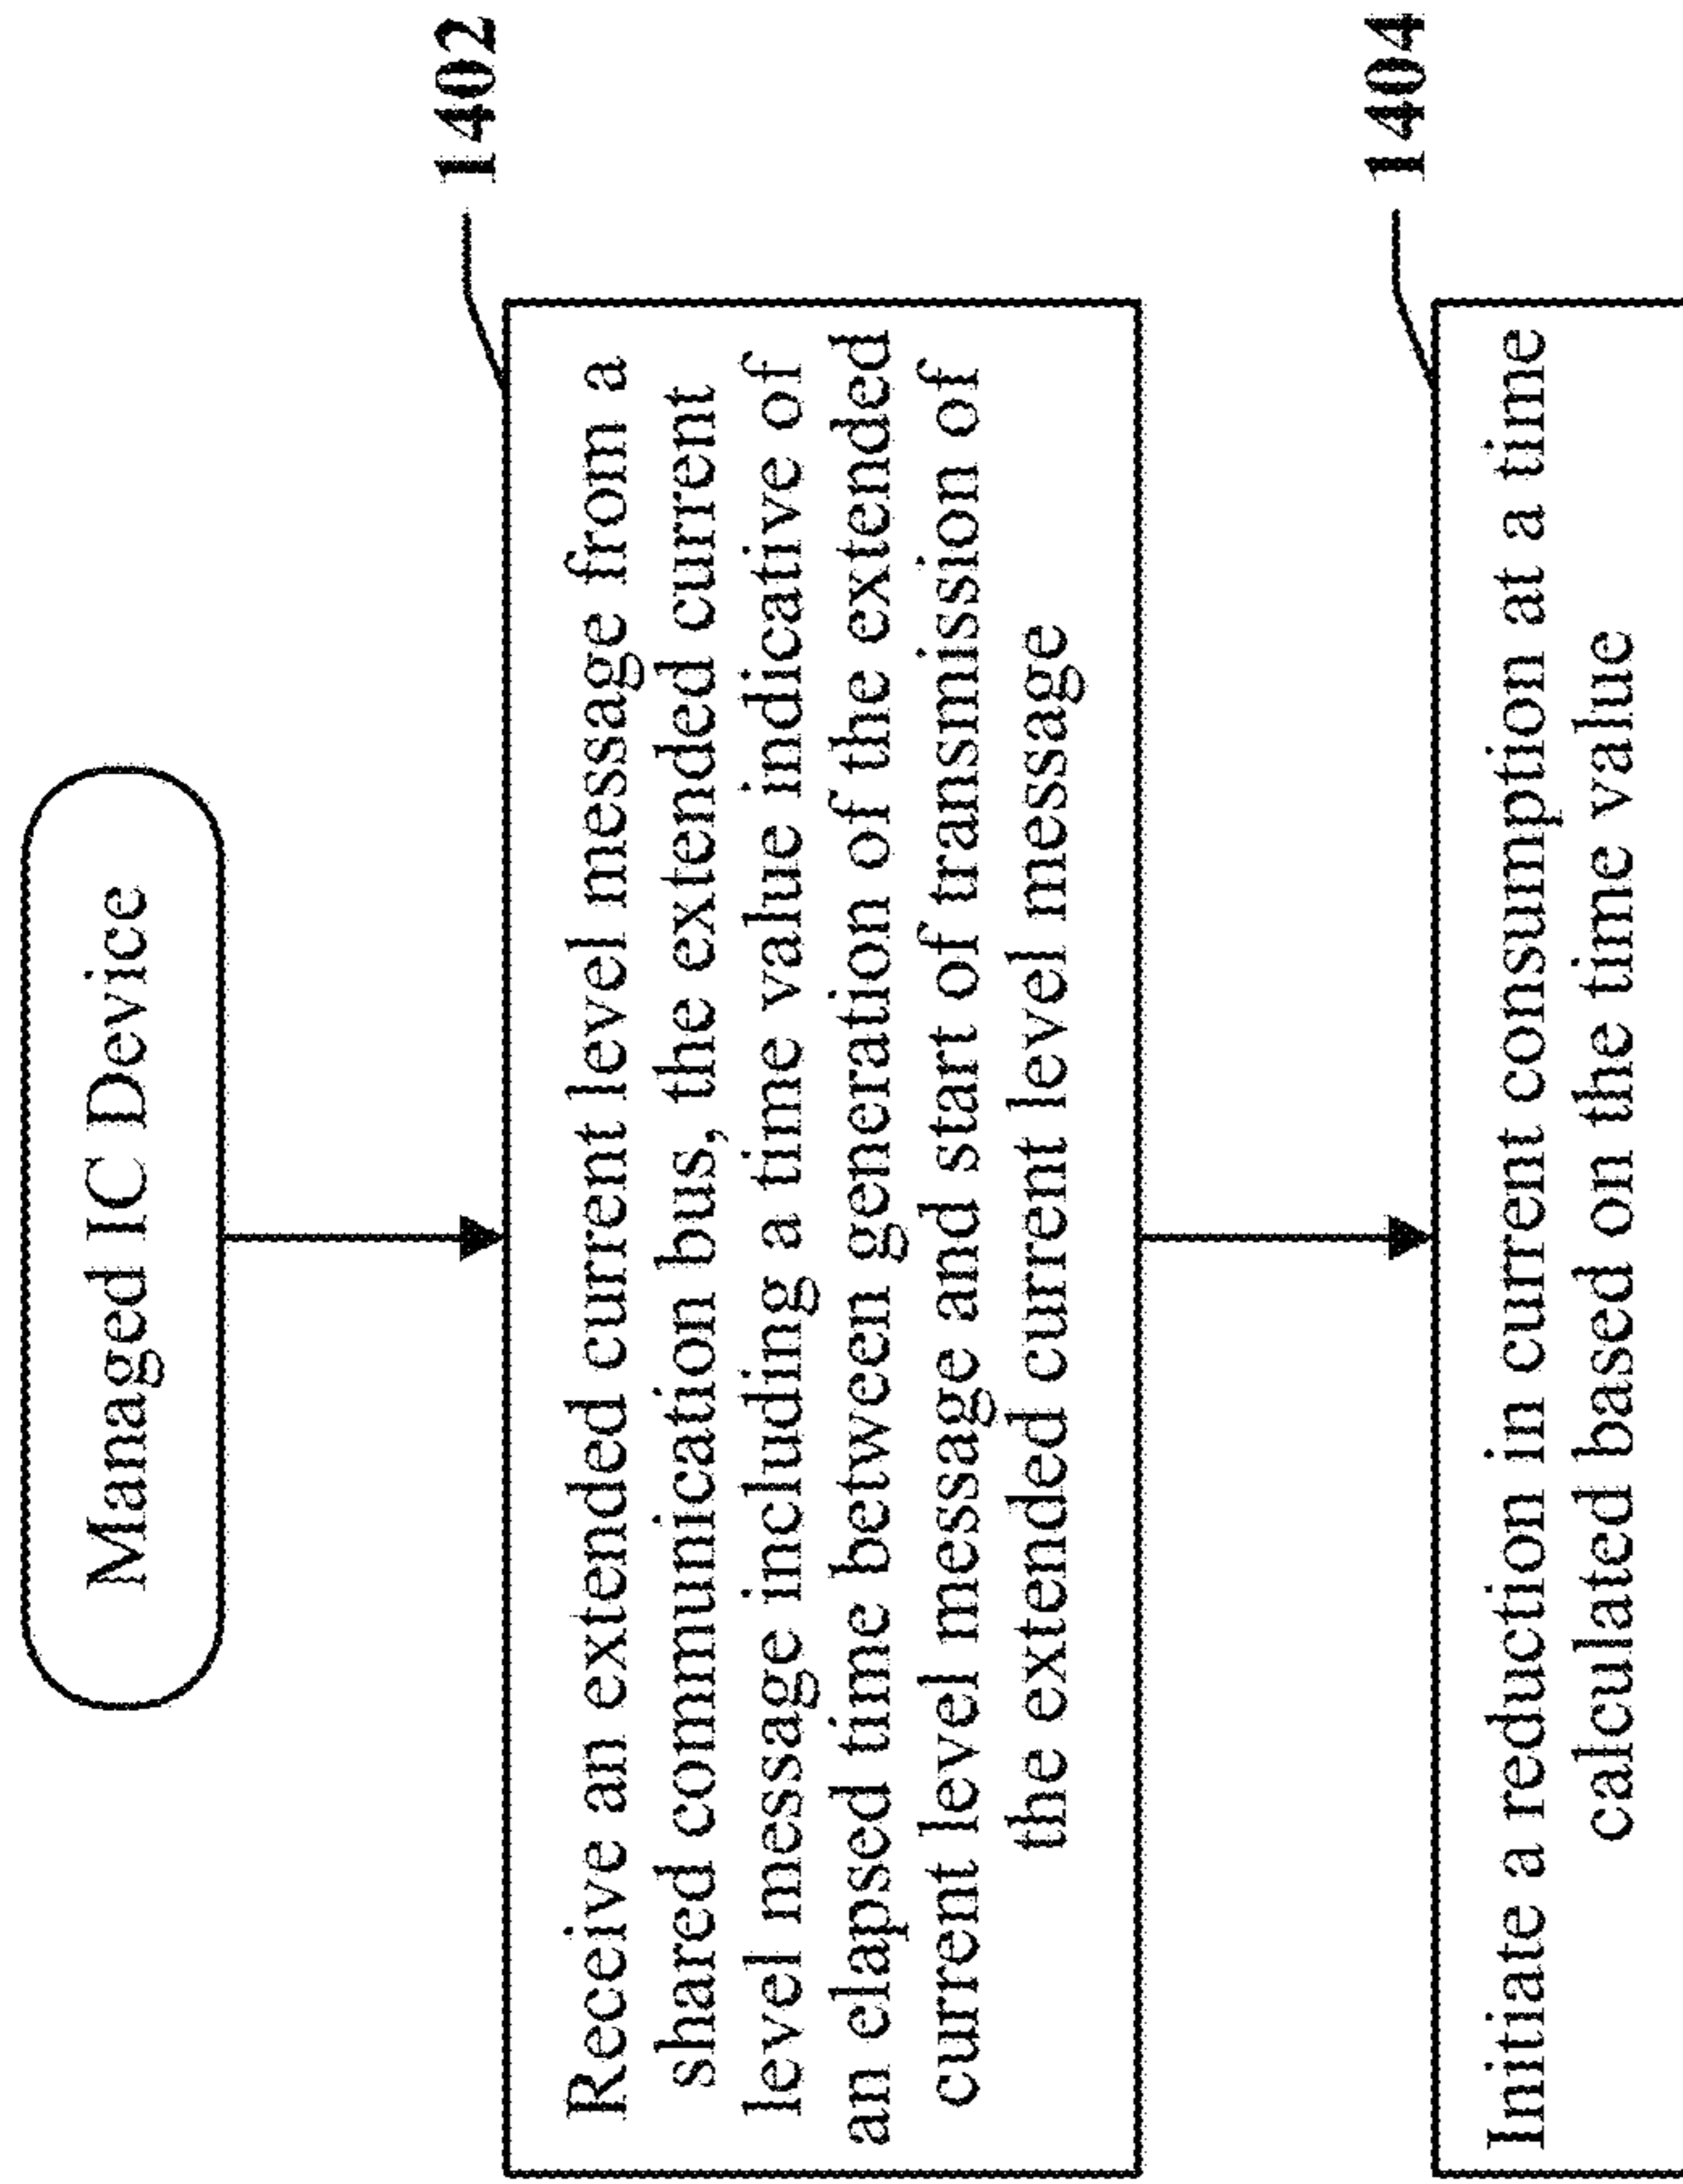 Managed IC Device
1402
Receive an extended current level message from a
shared communication bus, the extended current
level message including a time value indicative of
an elapsed time between generation of the extended
current level message and start of transmission of
the extended current level message
1404
Initiate a reduction in current consumption at a time
calculated based on the time value